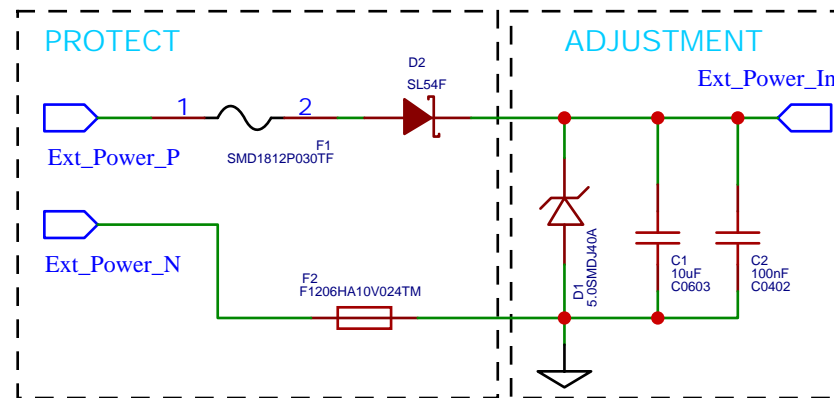 PROTECT
ADJUSTMENT
D2
SL54F
Ext_Power_In
1
2
Ext_Power_P
F1
SMD1812P030TF
Ext_Power_N
F2
F1206HA10V024TM
D1
5.0SMDJ40A
C1
10uF
C0603
C2
100nF
C0402